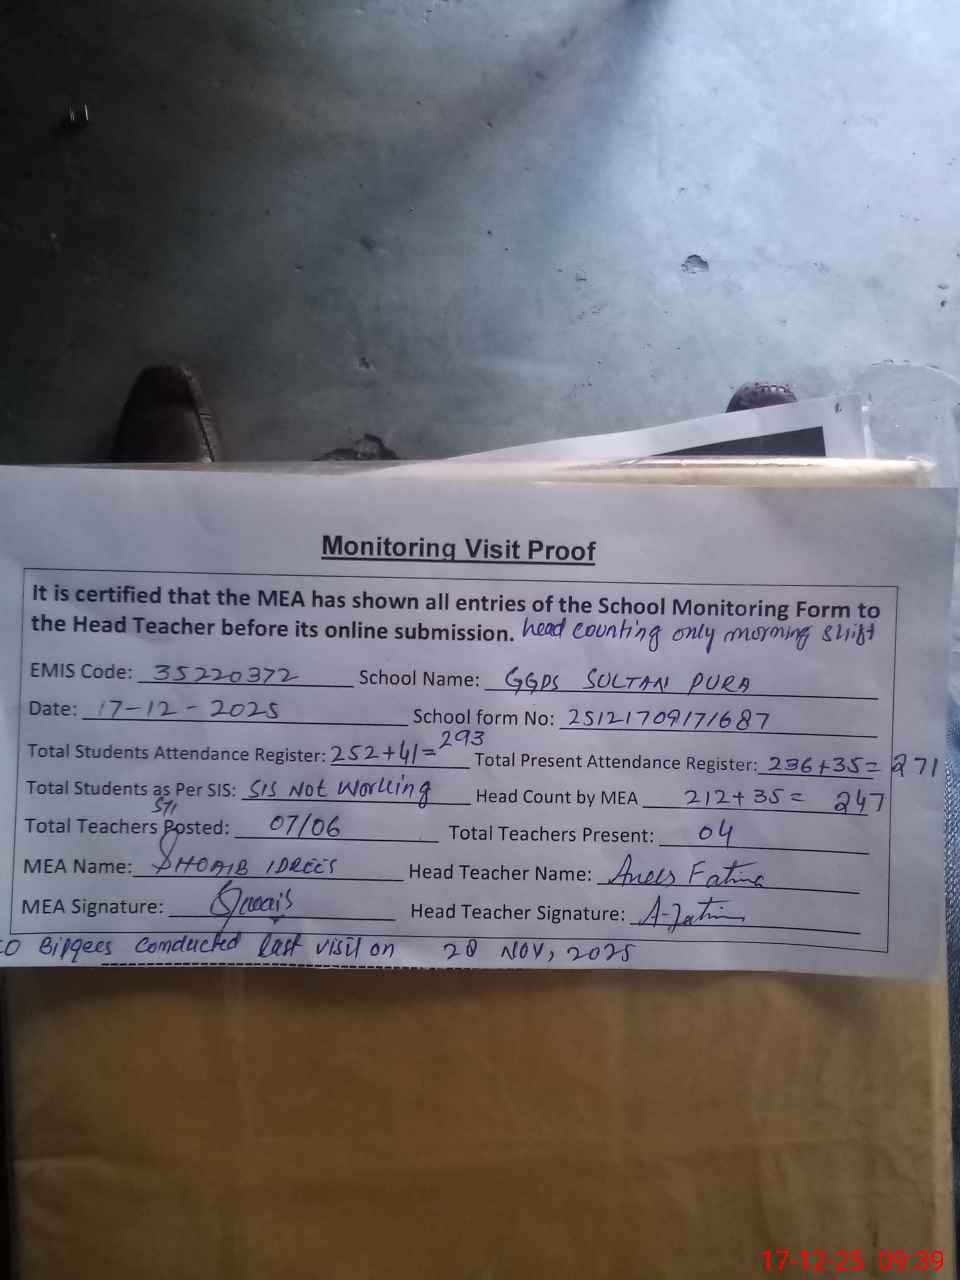 Monitoring Visit Proof
It is certified that the MEA has shown all entries of the School Monitoring Form to
the Head Teacher before its online submission. head counting only morning shift
EMIS Code: 35220372 School Name: GGPS SULTAN PURA
Date: 17-12-2025 School form No: 25121709171687
Total Students Attendance Register: 252+41=293 Total Present Attendance Register: 236+35=271
Total Students as Per SIS: SIS Not Working Head Count by MEA 212+35= 247
STI
Total Teachers Posted: 07/06 Total Teachers Present: 04
MEA Name: SHOAIB IDREES Head Teacher Name: Anees Fatima
MEA Signature: Head Teacher Signature: A-Fatima
conducted last visit on 28 NOV, 2025
17-12-25 09:39